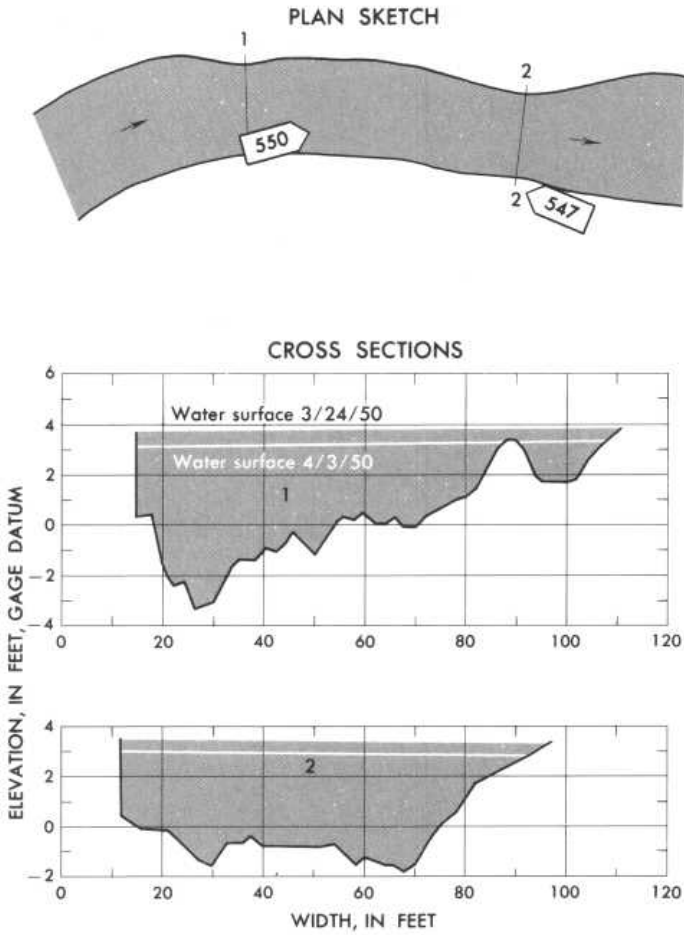 PLAN SKETCH
1
2
550
2
547
CROSS SECTIONS
6
4
2
0
−2
−4
Water surface 3/24/50
Water surface 4/3/50
1
0 20 40 60 80 100 120
ELEVATION, IN FEET, GAGE DATUM
4
2
0
−2
2
0 20 40 60 80 100 120
WIDTH, IN FEET